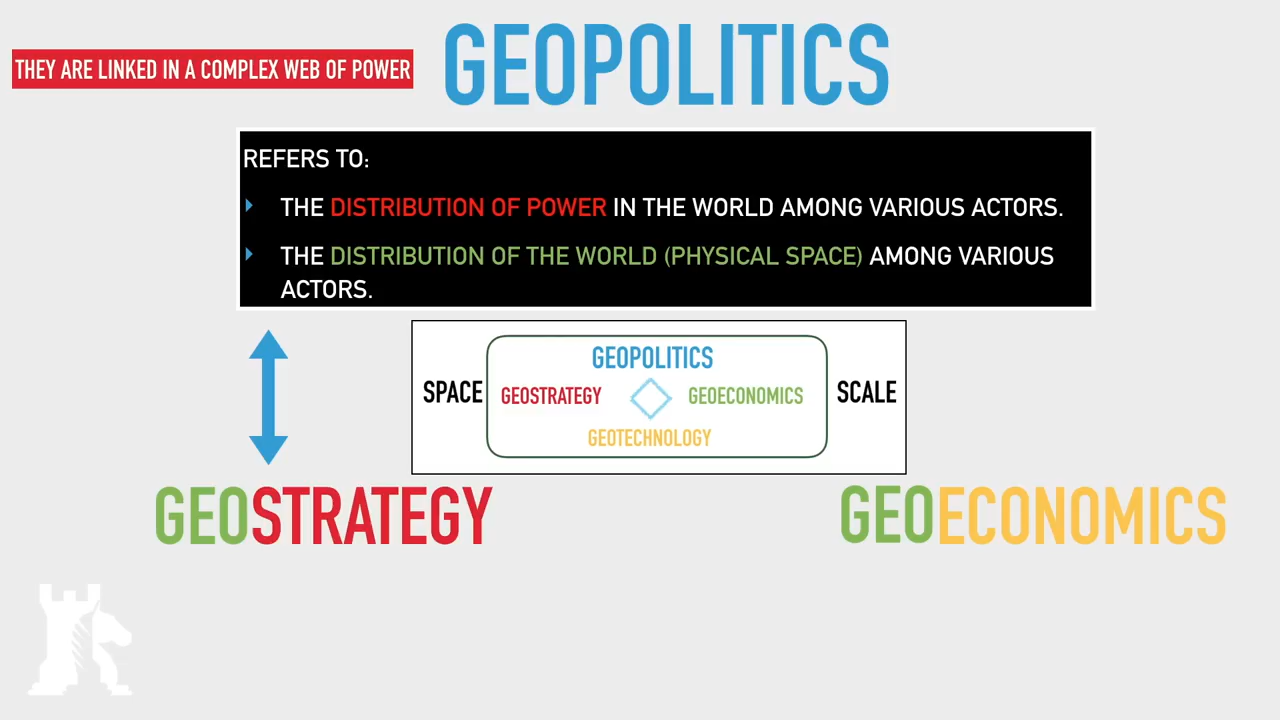 THEY ARE LINKED IN A COMPLEX WEB OF POWER
GEOPOLITICS
REFERS TO:
THE DISTRIBUTION OF POWER IN THE WORLD AMONG VARIOUS ACTORS.
THE DISTRIBUTION OF THE WORLD (PHYSICAL SPACE) AMONG VARIOUS
ACTORS.
GEOPOLITICS
SPACE GEOSTRATEGY GEOECONOMICS SCALE
GEOTECHNOLOGY
GEOSTRATEGY GEOECONOMICS